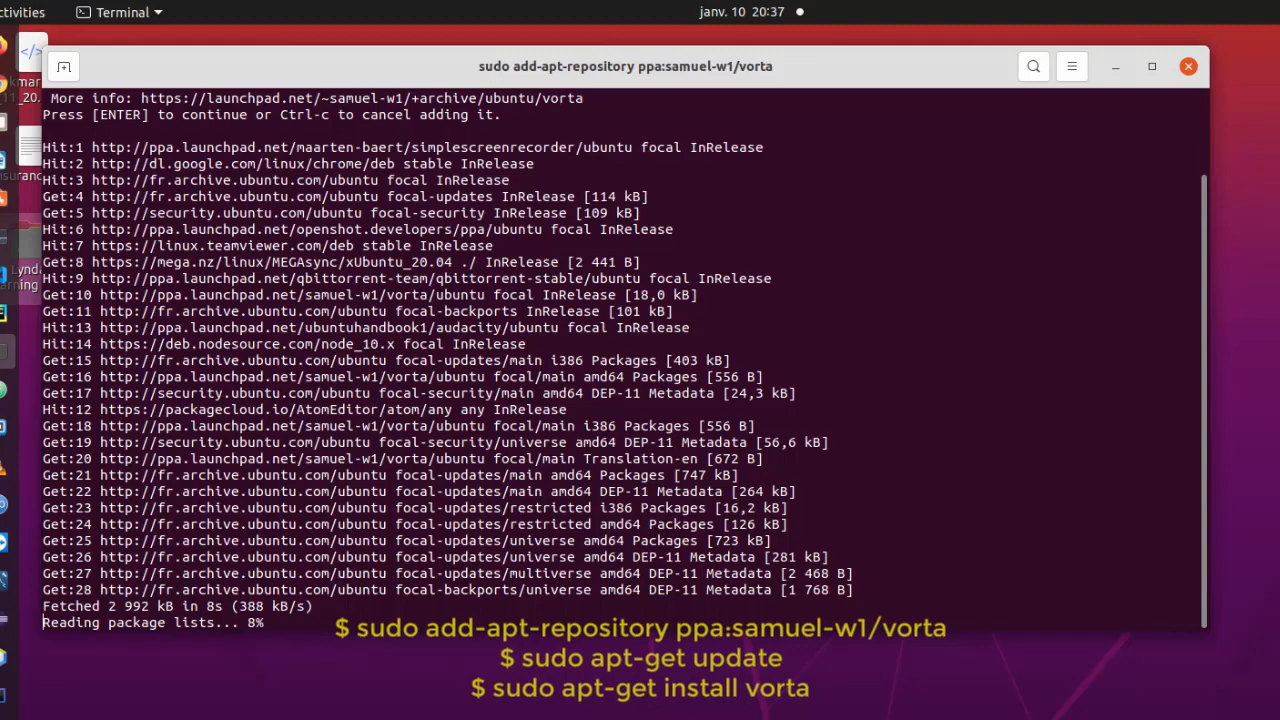 ctivities
Terminal
janv. 10 20:37
</>
sudo add-apt-repository ppa:samuel-w1/vorta
kmar
_11_20.
More info: https://launchpad.net/~samuel-w1/+archive/ubuntu/vorta
Press [ENTER] to continue or Ctrl-c to cancel adding it.
Hit:1 http://ppa.launchpad.net/maarten-baert/simplescreenrecorder/ubuntu focal InRelease
Hit:2 http://dl.google.com/linux/chrome/deb stable InRelease
Hit:3 http://fr.archive.ubuntu.com/ubuntu focal InRelease
Get:4 http://fr.archive.ubuntu.com/ubuntu focal-updates InRelease [114 kB]
Get:5 http://security.ubuntu.com/ubuntu focal-security InRelease [109 kB]
Hit:6 http://ppa.launchpad.net/openshot.developers/ppa/ubuntu focal InRelease
Hit:7 https://linux.teamviewer.com/deb stable InRelease
Get:8 https://mega.nz/linux/MEGAsync/xUbuntu_20.04 ./ InRelease [2 441 B]
Hit:9 http://ppa.launchpad.net/qbittorrent-team/qbittorrent-stable/ubuntu focal InRelease
Get:10 http://ppa.launchpad.net/samuel-w1/vorta/ubuntu focal InRelease [18,0 kB]
Get:11 http://fr.archive.ubuntu.com/ubuntu focal-backports InRelease [101 kB]
Hit:13 http://ppa.launchpad.net/ubuntuhandbook1/audacity/ubuntu focal InRelease
Hit:14 https://deb.nodesource.com/node_10.x focal InRelease
Get:15 http://fr.archive.ubuntu.com/ubuntu focal-updates/main i386 Packages [403 kB]
Get:16 http://ppa.launchpad.net/samuel-w1/vorta/ubuntu focal/main amd64 Packages [556 B]
Get:17 http://security.ubuntu.com/ubuntu focal-security/main amd64 DEP-11 Metadata [24,3 kB]
Hit:12 https://packagecloud.io/AtomEditor/atom/any any InRelease
Get:18 http://ppa.launchpad.net/samuel-w1/vorta/ubuntu focal/main i386 Packages [556 B]
Get:19 http://security.ubuntu.com/ubuntu focal-security/universe amd64 DEP-11 Metadata [56,6 kB]
Get:20 http://ppa.launchpad.net/samuel-w1/vorta/ubuntu focal/main Translation-en [672 B]
Get:21 http://fr.archive.ubuntu.com/ubuntu focal-updates/main amd64 Packages [747 kB]
Get:22 http://fr.archive.ubuntu.com/ubuntu focal-updates/main amd64 DEP-11 Metadata [264 kB]
Get:23 http://fr.archive.ubuntu.com/ubuntu focal-updates/restricted i386 Packages [16,2 kB]
Get:24 http://fr.archive.ubuntu.com/ubuntu focal-updates/restricted amd64 Packages [126 kB]
Get:25 http://fr.archive.ubuntu.com/ubuntu focal-updates/universe amd64 Packages [723 kB]
Get:26 http://fr.archive.ubuntu.com/ubuntu focal-updates/universe amd64 DEP-11 Metadata [281 kB]
Get:27 http://fr.archive.ubuntu.com/ubuntu focal-updates/multiverse amd64 DEP-11 Metadata [2 468 B]
Get:28 http://fr.archive.ubuntu.com/ubuntu focal-backports/universe amd64 DEP-11 Metadata [1 768 B]
Fetched 2 992 kB in 8s (388 kB/s)
Reading package lists... 8%
suranc
Lynda
arning
$ sudo add-apt-repository ppa:samuel-w1/vorta
$ sudo apt-get update
$ sudo apt-get install vorta